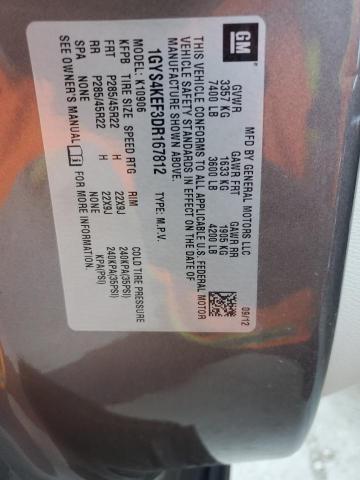 GM
MFD BY GENERAL MOTORS LLC
09/12
GVWR GAWR FRT GAWR RR
3357 KG 1633 KG 1905 KG
7400 LB 3600 LB 4200 LB
THIS VEHICLE CONFORMS TO ALL APPLICABLE U.S. FEDERAL MOTOR
VEHICLE SAFETY STANDARDS IN EFFECT ON THE DATE OF
MANUFACTURE SHOWN ABOVE.
1GYS4KEF3DR167812 TYPE: M.P.V.
KFPB K10906
TIRE SIZE SPEED RTG RIM COLD TIRE PRESSURE
FRT P285/45R22 H 22X9J 240KPA(35PSI)
RR P285/45R22 H 22X9J 240KPA(35PSI)
SPA NONE NONE KPA(PSI)
SEE OWNER'S MANUAL FOR MORE INFORMATION.